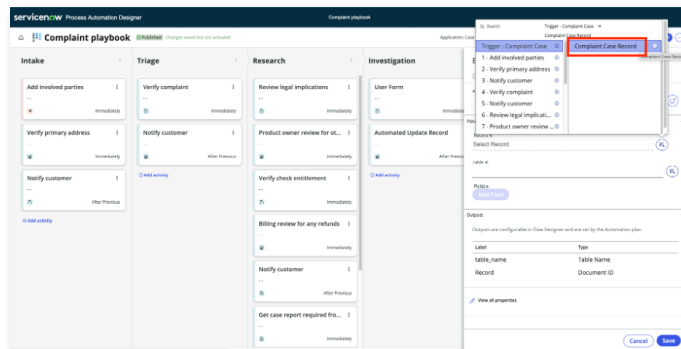 servicenow Process Automation Designer
Complaint playbook
Complaint playbook
Published
Changes saved but not activated
Application: Case
Search
Trigger - Complaint Case →
Complaint Case Record
Trigger - Complaint Case
Complaint Case Record
1 - Add involved parties
2 - Verify primary address
3 - Notify customer
4 - Verify complaint
5 - Notify customer
6 - Review legal implicati...
7 - Product owner review ...
Intake
Add involved parties
Immediately
Verify primary address
Immediately
Notify customer
After Previous
Add activity
Triage
Verify complaint
Immediately
Notify customer
After Previous
Add activity
Research
Review legal implications
Immediately
Product owner review for ot...
Immediately
Verify check entitlement
Immediately
Billing review for any refunds
Immediately
Notify customer
After Previous
Get case report required fro...
Immediately
Investigation
User Form
Immediately
Automated Update Record
After Previous
Add activity
Select Record
Table
Fields
Add Field
Outputs
Outputs are configurable in Flow Designer and are set by the Automation plan.
Label Type
table_name Table Name
Record Document ID
View all properties
Cancel Save